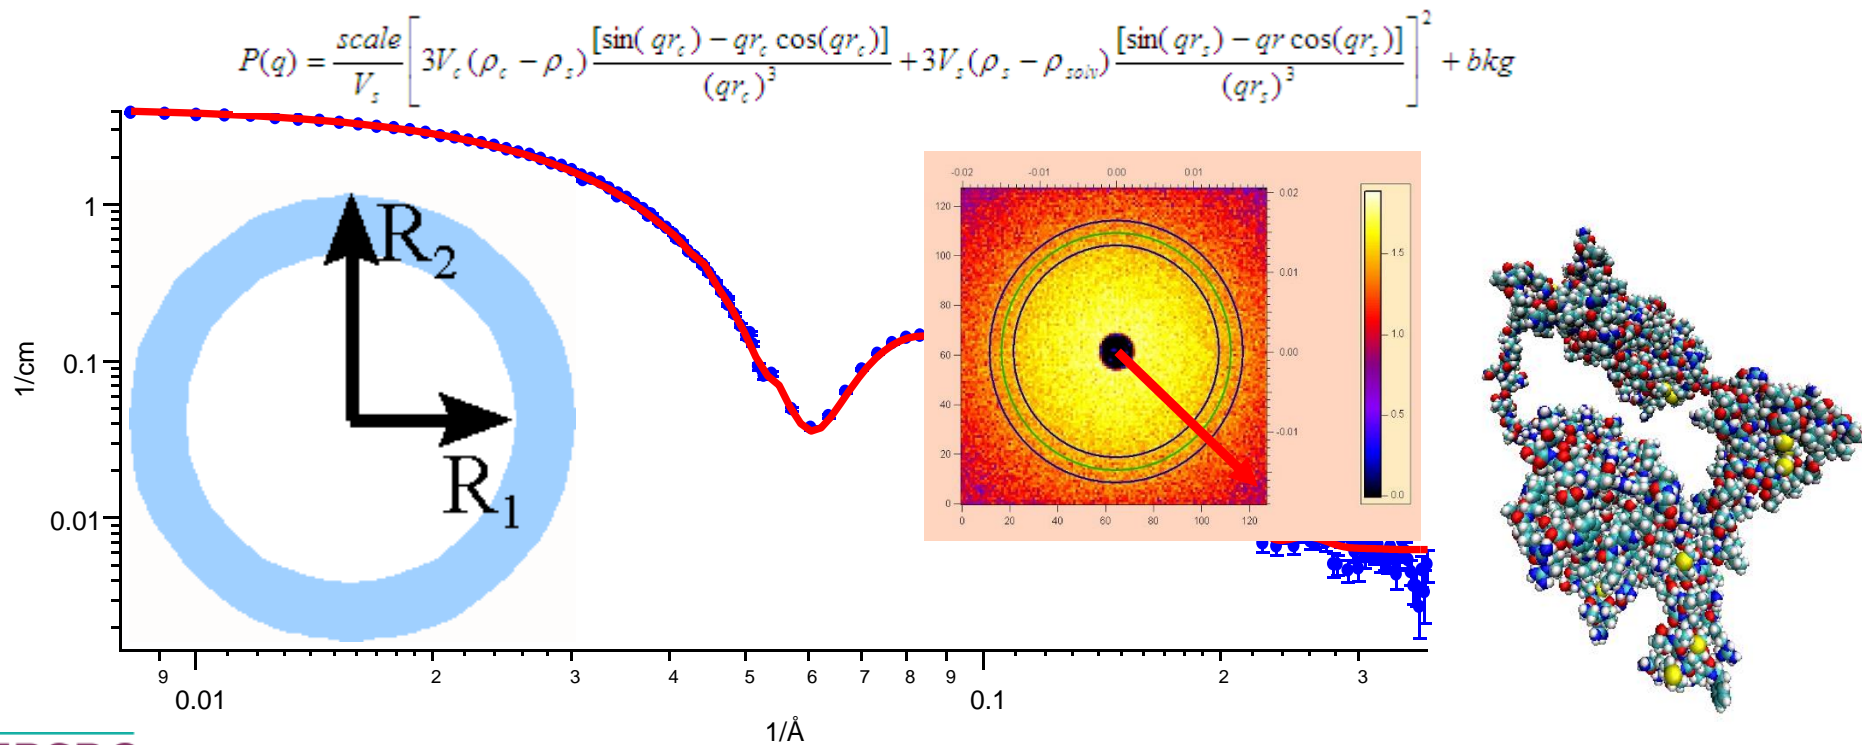 P(q) = scale/V_s [ 3V_c(ρ_c − ρ_s) [sin(qr_c) − qr_c cos(qr_c)]/(qr_c)^3 + 3V_s(ρ_s − ρ_solv) [sin(qr_s) − qr cos(qr_s)]/(qr_s)^3 ]^2 + bkg
1
0.1
0.01
1/cm
R2
R1
-0.02 -0.01 0.00 0.01
120
100
80
60
40
20
0
0.02
0.01
0.00
-0.01
0 20 40 60 80 100 120
1.5
1.0
0.5
0.0
9 2 3 4 5 6 7 8 9 2 3
0.01 0.1
1/Å